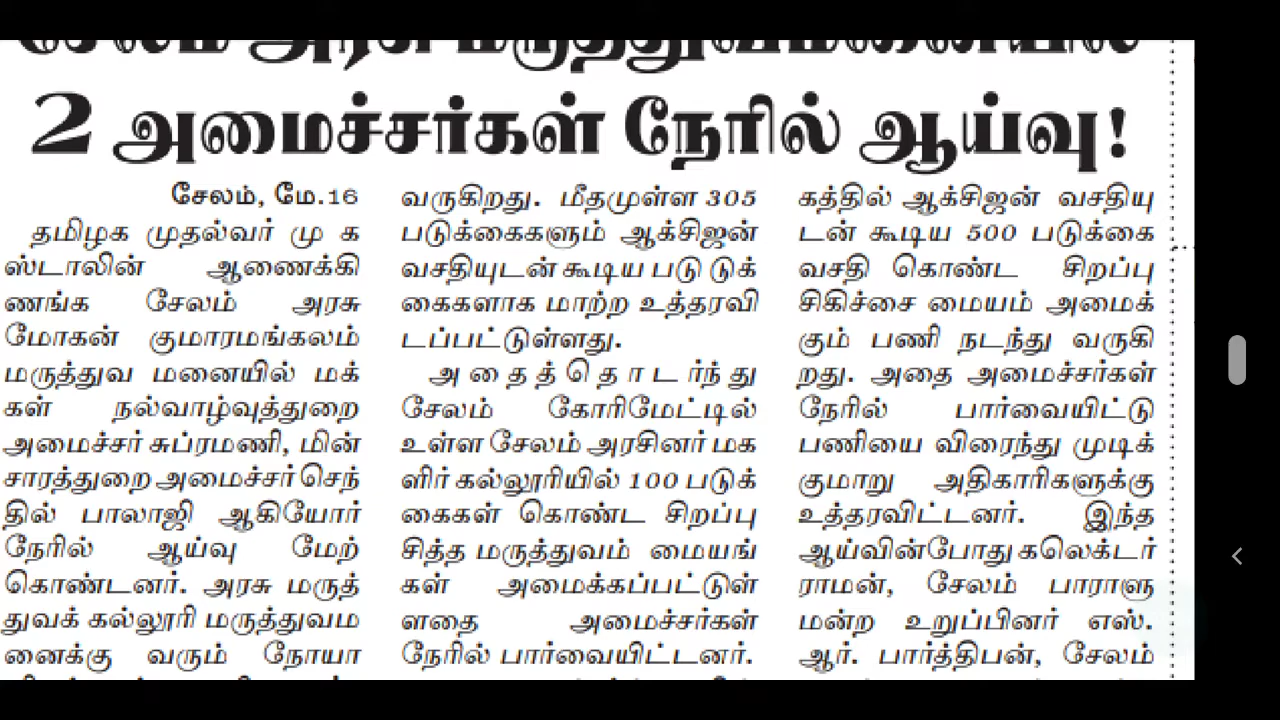 சேலம் அரசு மருத்துவமனையில்
2 அமைச்சர்கள் நேரில் ஆய்வு!
சேலம், மே.16
தமிழக முதல்வர் மு க
ஸ்டாலின் ஆணைக்கி
ணங்க சேலம் அரசு
மோகன் குமாரமங்கலம்
மருத்துவ மனையில் மக்
கள் நல்வாழ்வுத்துறை
அமைச்சர் சுப்ரமணி, மின்
சாரத்துறை அமைச்சர் செந்
தில் பாலாஜி ஆகியோர்
நேரில் ஆய்வு மேற்
கொண்டனர். அரசு மருத்
துவக் கல்லூரி மருத்துவம
னைக்கு வரும் நோயா
வருகிறது. மீதமுள்ள 305
படுக்கைகளும் ஆக்சிஜன்
வசதியுடன் கூடிய படு டுக்
கைகளாக மாற்ற உத்தரவி
டப்பட்டுள்ளது.
அதைத்தொடர்ந்து
சேலம் கோரிமேட்டில்
உள்ள சேலம் அரசினர் மக
ளிர் கல்லூரியில் 100 படுக்
கைகள் கொண்ட சிறப்பு
சித்த மருத்துவம் மையங்
கள் அமைக்கப்பட்டுள்
ளதை அமைச்சர்கள்
நேரில் பார்வையிட்டனர்.
கத்தில் ஆக்சிஜன் வசதியு
டன் கூடிய 500 படுக்கை
வசதி கொண்ட சிறப்பு
சிகிச்சை மையம் அமைக்
கும் பணி நடந்து வருகி
றது. அதை அமைச்சர்கள்
நேரில் பார்வையிட்டு
பணியை விரைந்து முடிக்
குமாறு அதிகாரிகளுக்கு
உத்தரவிட்டனர். இந்த
ஆய்வின்போது கலெக்டர்
ராமன், சேலம் பாராளு
மன்ற உறுப்பினர் எஸ்.
ஆர். பார்த்திபன், சேலம்